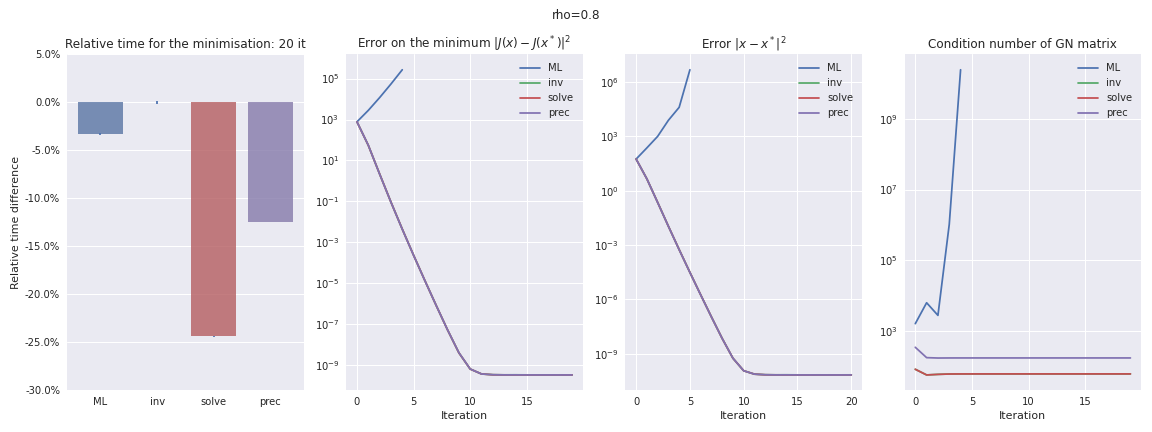 rho=0.8
Relative time for the minimisation: 20 it
Relative time difference
5.0%
0.0%
-5.0%
-10.0%
-15.0%
-20.0%
-25.0%
-30.0%
ML inv solve prec
Error on the minimum |J(x) − J(x*)|²
10⁵
10³
10¹
10⁻¹
10⁻³
10⁻⁵
10⁻⁷
10⁻⁹
ML
inv
solve
prec
0 5 10 15
Iteration
Error |x − x*|²
10⁶
10³
10⁰
10⁻³
10⁻⁶
10⁻⁹
ML
inv
solve
prec
0 5 10 15 20
Iteration
Condition number of GN matrix
10⁹
10⁷
10⁵
10³
ML
inv
solve
prec
0 5 10 15
Iteration